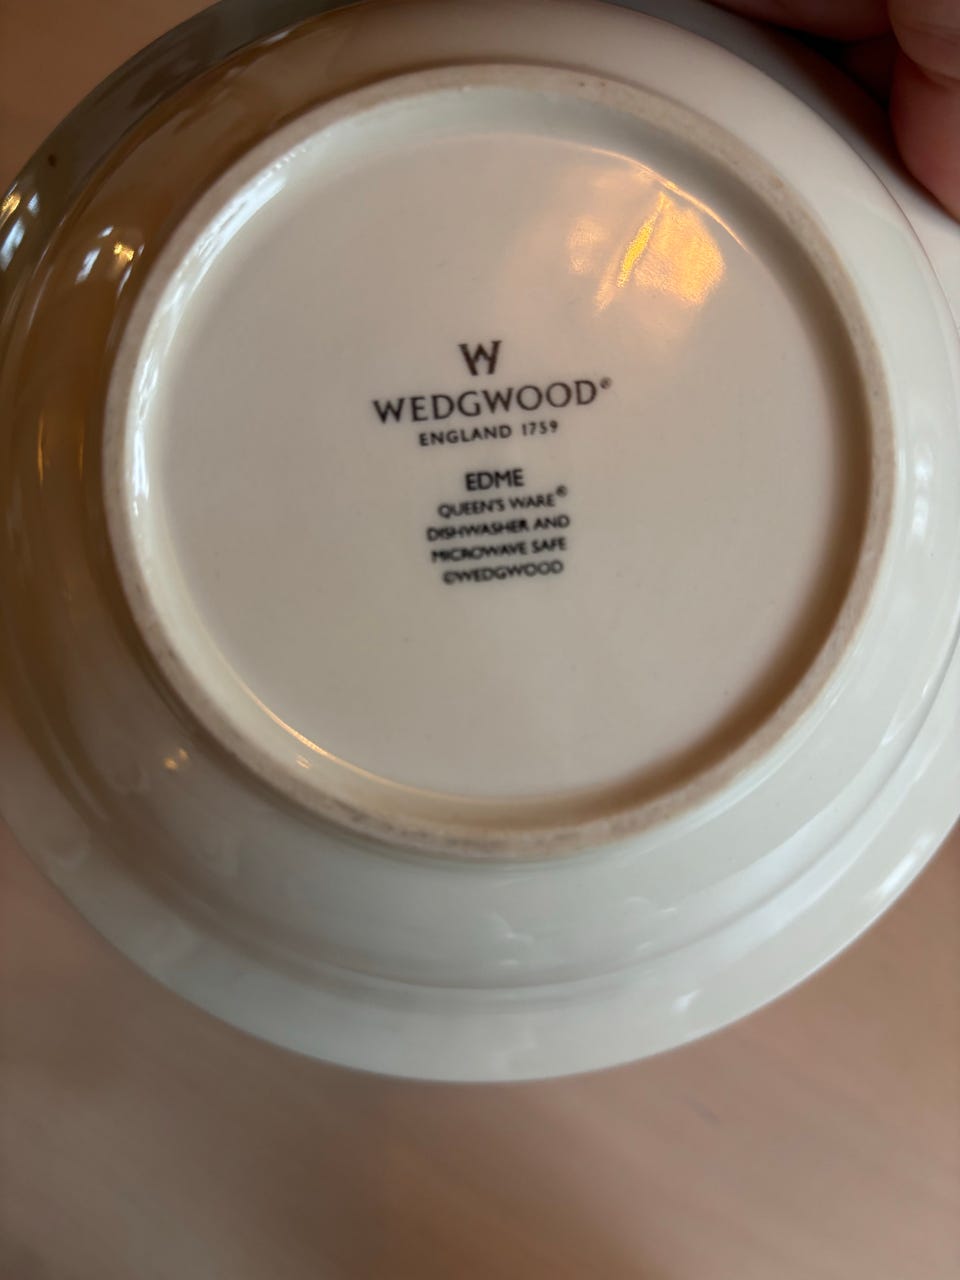 W
WEDGWOOD®
ENGLAND 1759
EDME
QUEEN'S WARE®
DISHWASHER AND
MICROWAVE SAFE
©WEDGWOOD